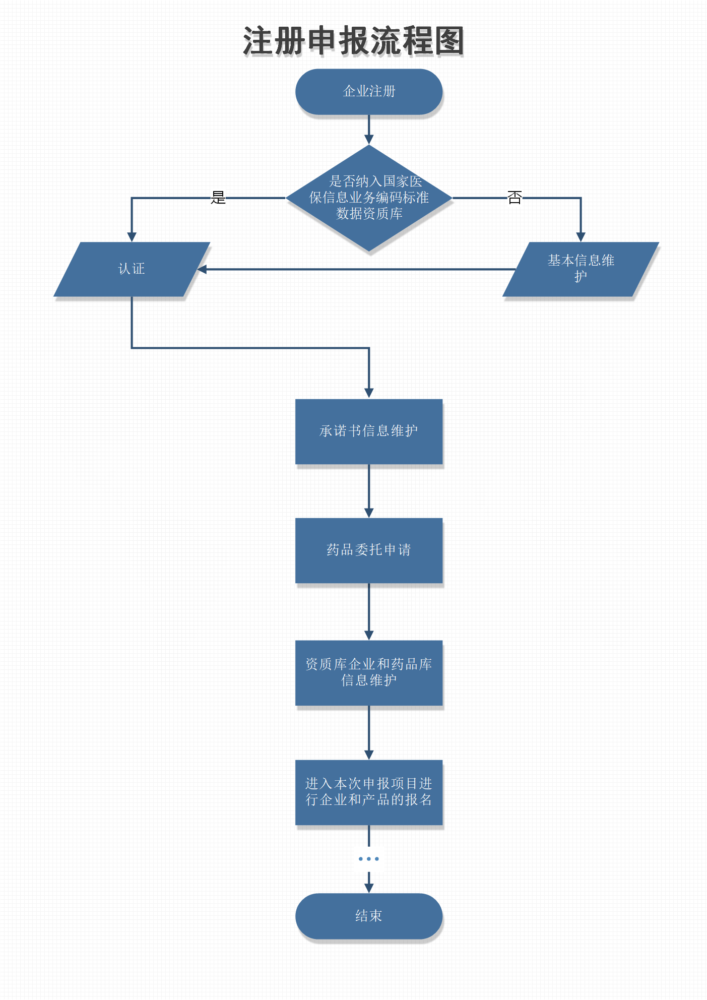 注册申报流程图
企业注册
是否纳入国家医
保信息业务编码标准
数据资质库
是
否
认证
基本信息维
护
承诺书信息维护
药品委托申请
资质库企业和药品库
信息维护
进入本次申报项目进
行企业和产品的报名
...
结束